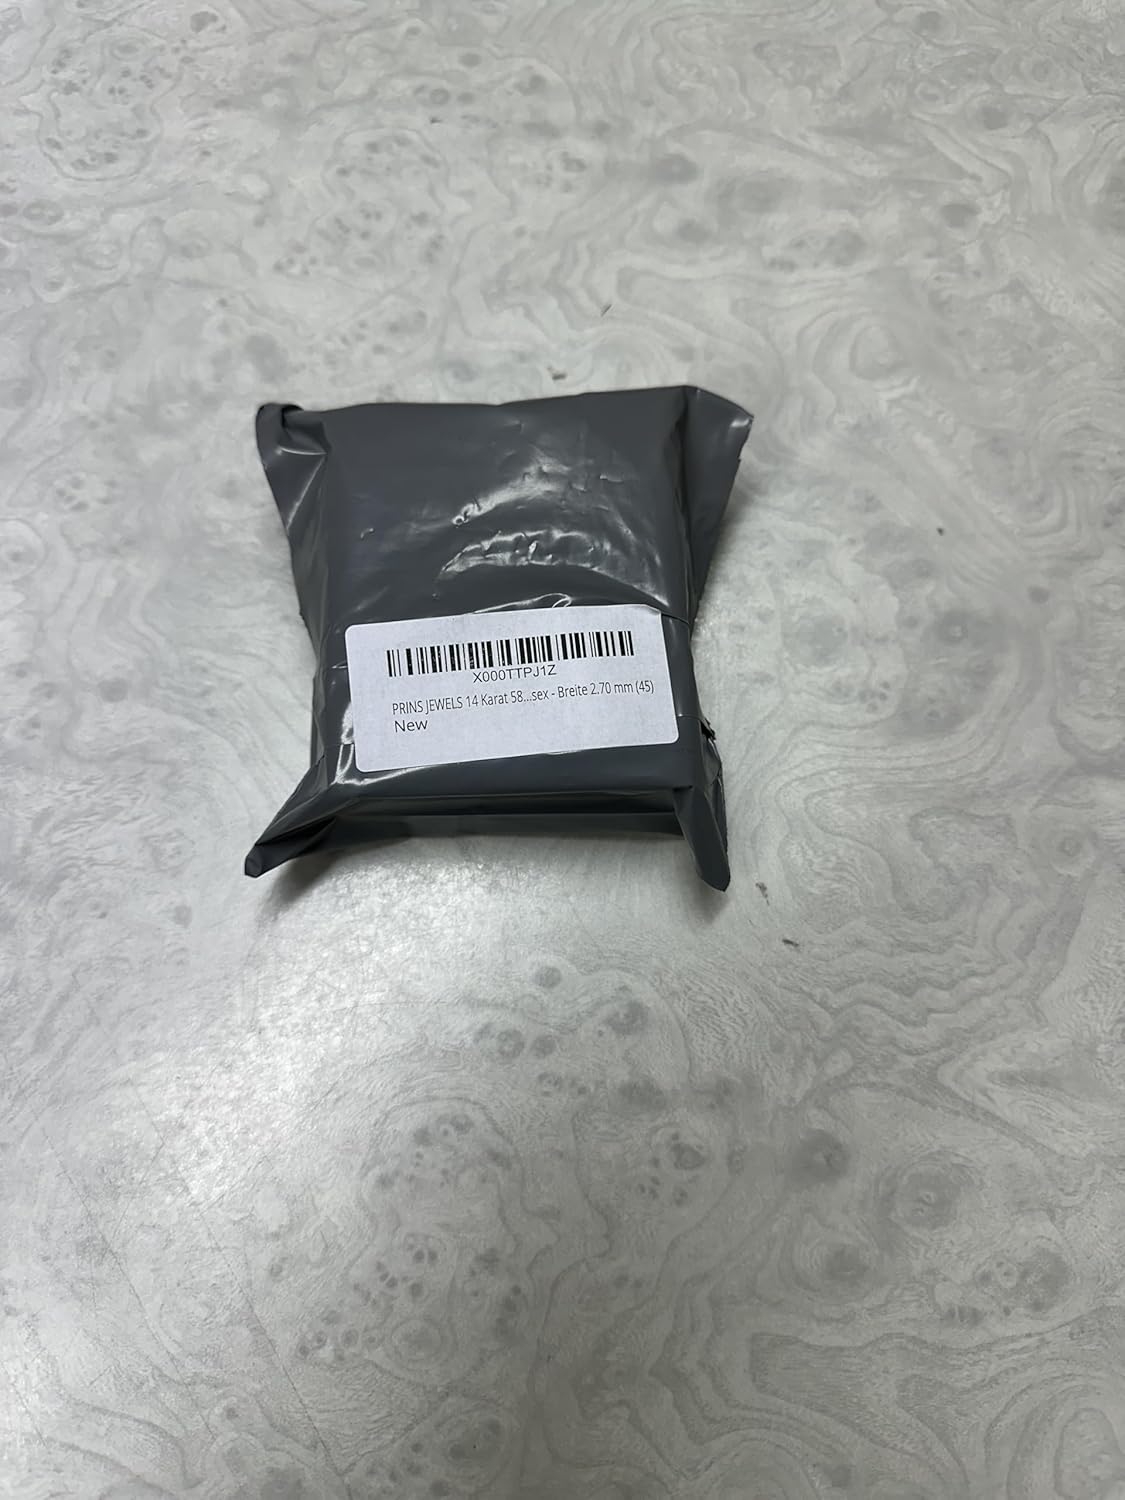 X000TTPJ1Z
PRINS JEWELS 14 Karat 58...sex - Breite 2.70 mm (45)
New